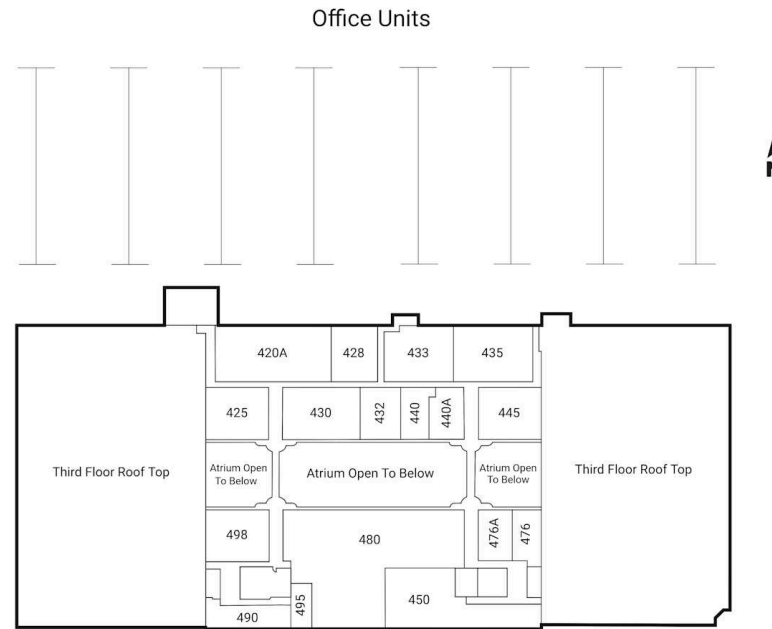 Office Units
420A
428
433
435
425
430
432
440
440A
445
Third Floor Roof Top
Atrium Open
To Below
Atrium Open To Below
Atrium Open
To Below
Third Floor Roof Top
498
480
476A
476
490
495
450